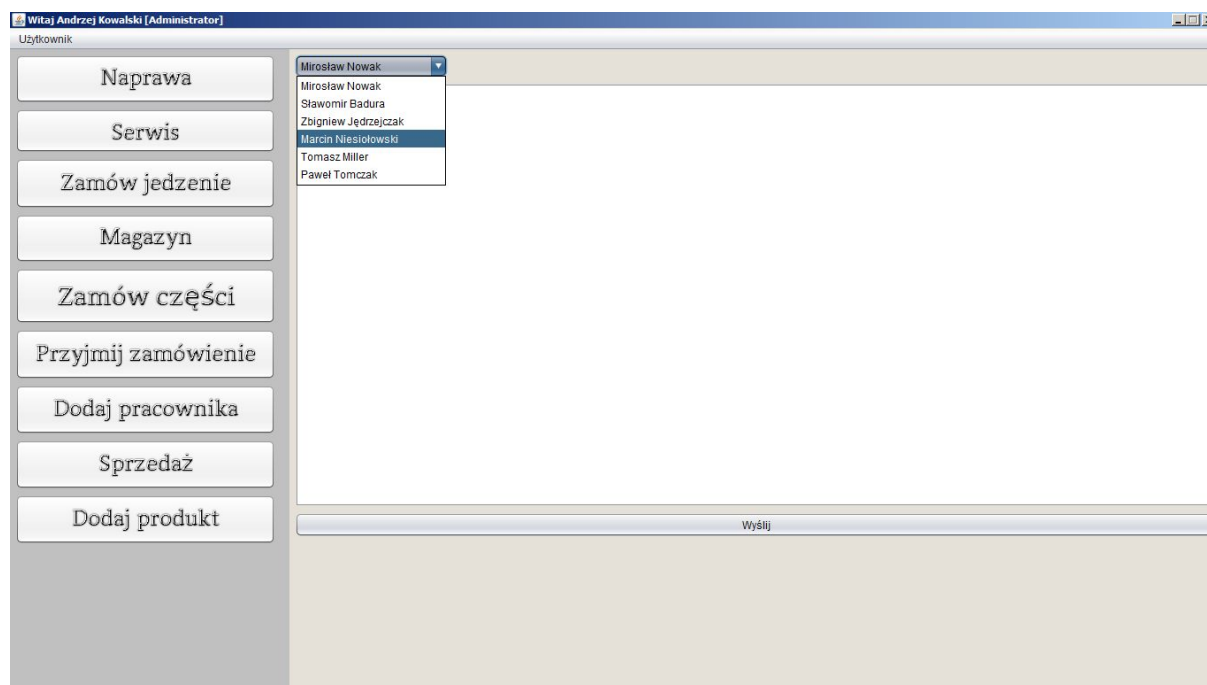 Witaj Andrzej Kowalski [Administrator]
Użytkownik
Naprawa
Serwis
Zamów jedzenie
Magazyn
Zamów części
Przyjmij zamówienie
Dodaj pracownika
Sprzedaż
Dodaj produkt
Mirosław Nowak
Mirosław Nowak
Sławomir Badura
Zbigniew Jędrzejczak
Marcin Niesiołowski
Tomasz Miller
Paweł Tomczak
Wyślij